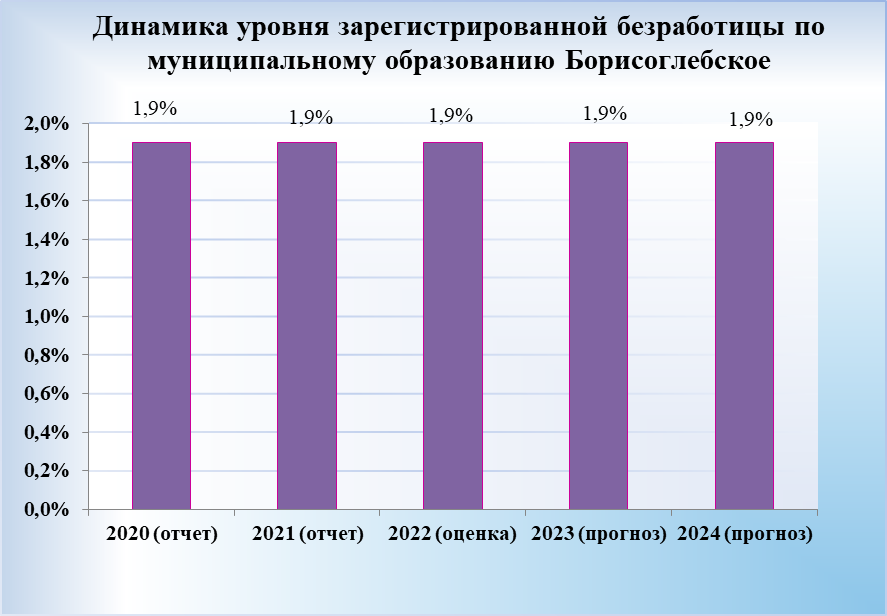 Динамика уровня зарегистрированной безработицы по
муниципальному образованию Борисоглебское
1,9%
1,9%
1,9%
1,9%
1,9%
2,0%
1,8%
1,6%
1,4%
1,2%
1,0%
0,8%
0,6%
0,4%
0,2%
0,0%
2020 (отчет)
2021 (отчет)
2022 (оценка)
2023 (прогноз)
2024 (прогноз)